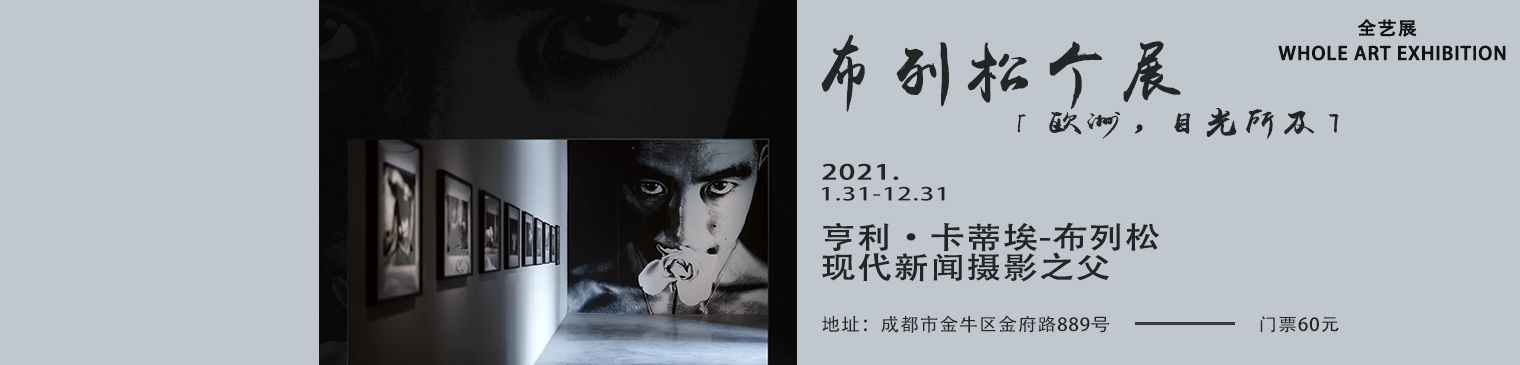 全艺展
WHOLE ART EXHIBITION
布列松个展
「欧洲，目光所及」
2021.
1.31-12.31
亨利·卡蒂埃-布列松
现代新闻摄影之父
地址：成都市金牛区金府路889号 —— 门票60元